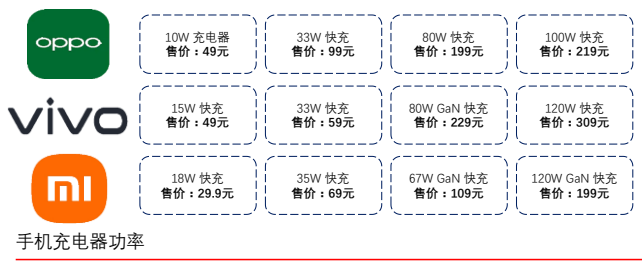 oppo
10W 充电器
售价：49元
33W 快充
售价：99元
80W 快充
售价：199元
100W 快充
售价：219元
vivo
15W 快充
售价：49元
33W 快充
售价：59元
80W GaN 快充
售价：229元
120W 快充
售价：309元
mi
18W 快充
售价：29.9元
35W 快充
售价：69元
67W GaN 快充
售价：109元
120W GaN 快充
售价：199元
手机充电器功率